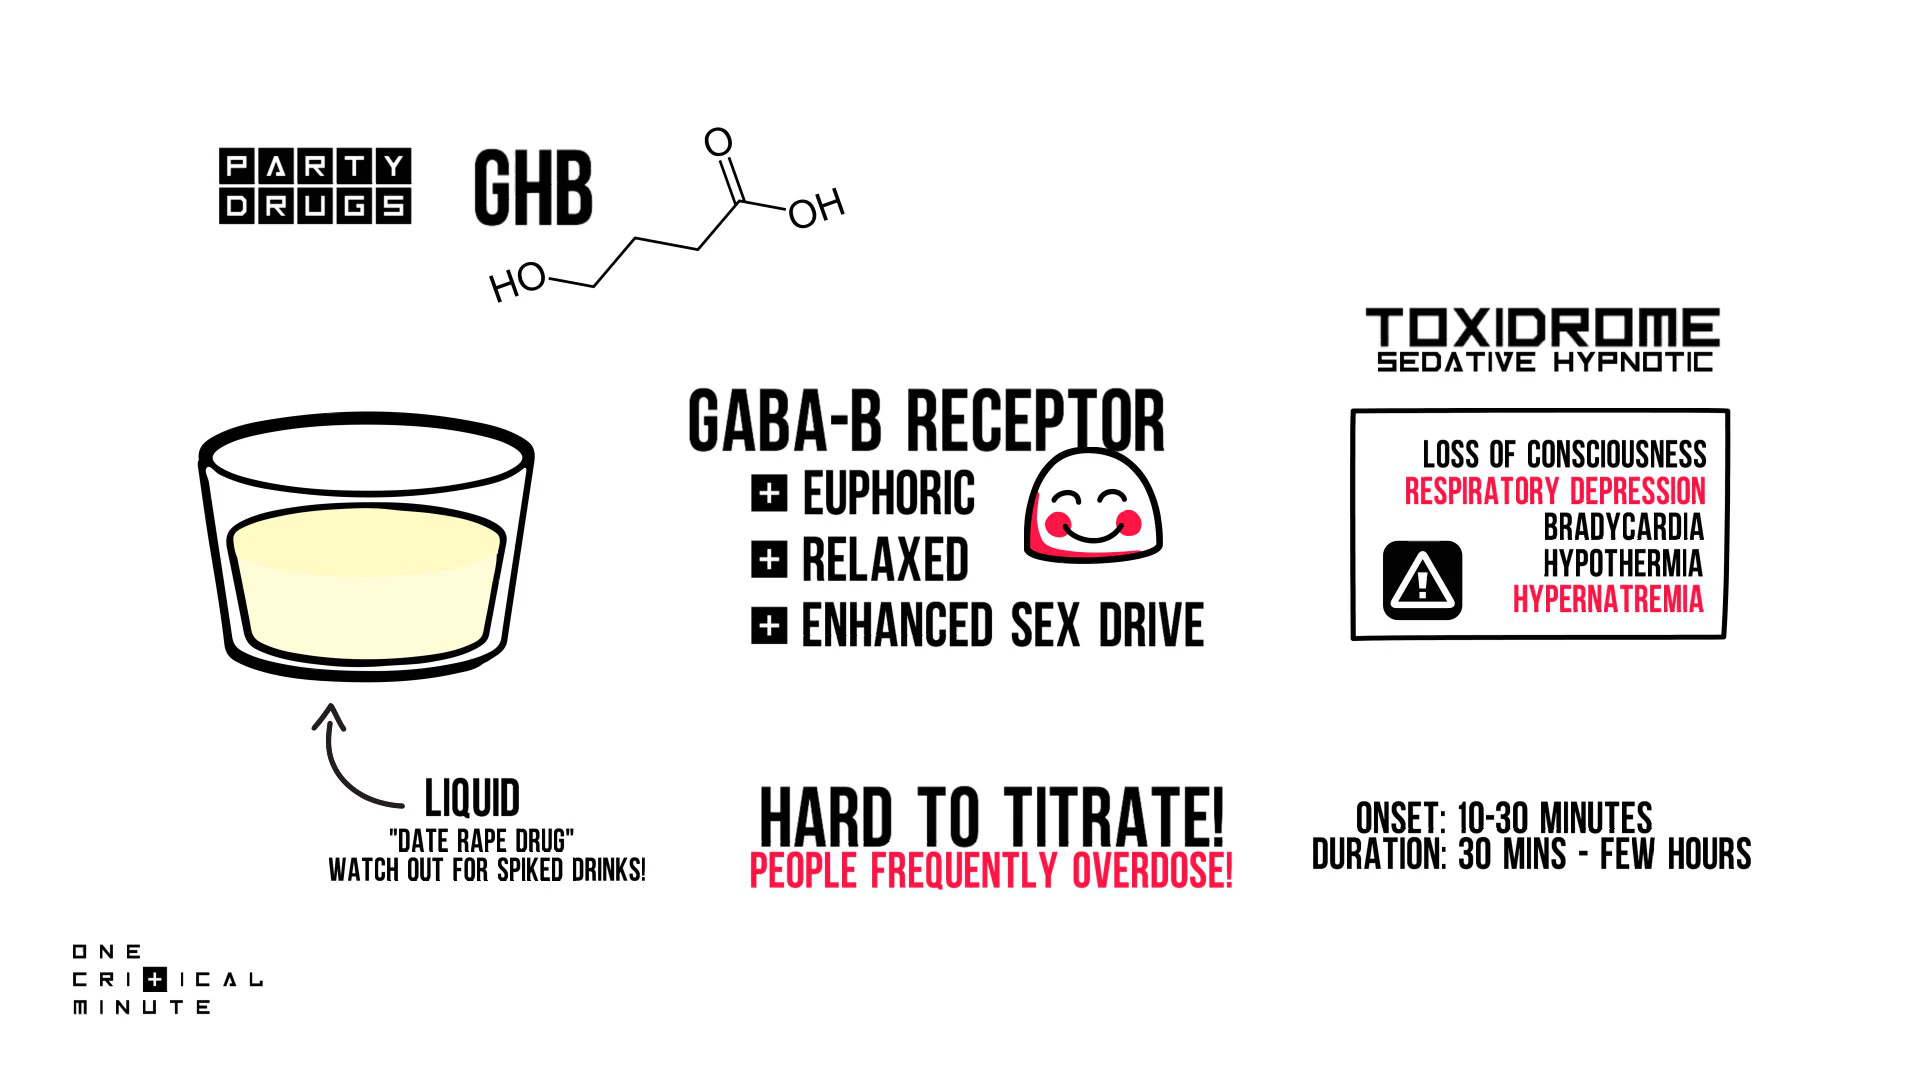 PARTY
DRUGS
GHB
O
OH
HO
TOXIDROME
SEDATIVE HYPNOTIC
GABA-B RECEPTOR
+ EUPHORIC
+ RELAXED
+ ENHANCED SEX DRIVE
LOSS OF CONSCIOUSNESS
RESPIRATORY DEPRESSION
BRADYCARDIA
HYPOTHERMIA
HYPERNATREMIA
LIQUID
"DATE RAPE DRUG"
WATCH OUT FOR SPIKED DRINKS!
HARD TO TITRATE!
PEOPLE FREQUENTLY OVERDOSE!
ONSET: 10-30 MINUTES
DURATION: 30 MINS - FEW HOURS
ONE
CRI+ICAL
MINUTE